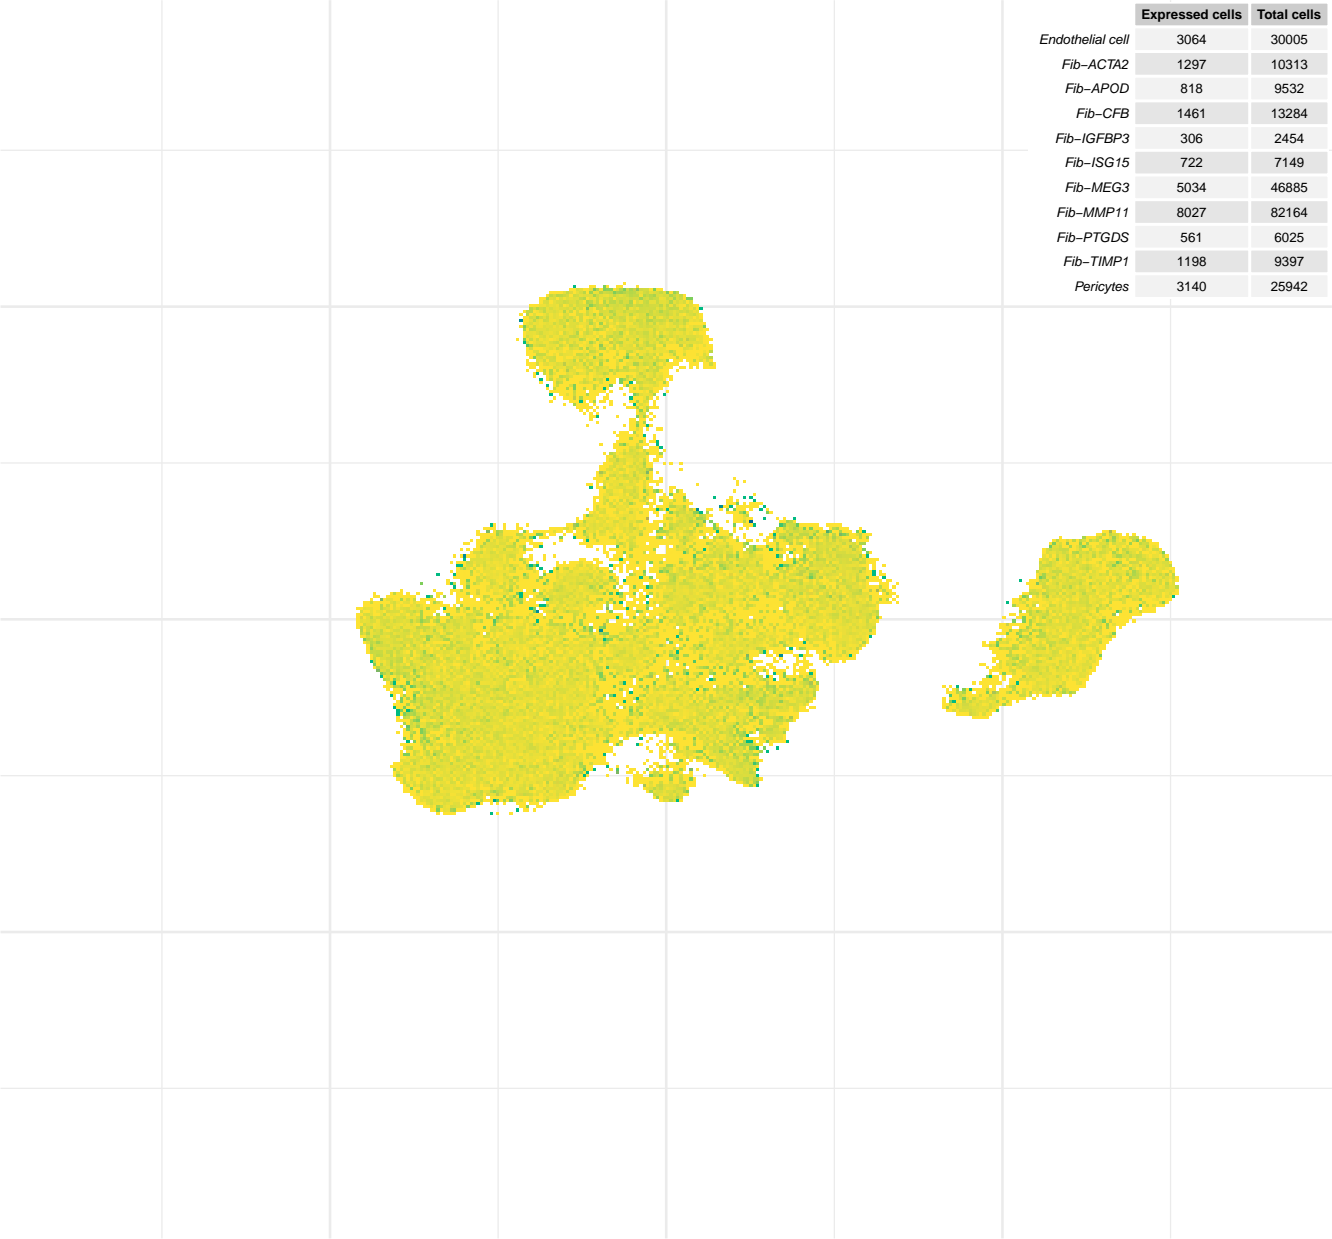 Expressed cells Total cells
Endothelial cell 3064 30005
Fib−ACTA2 1297 10313
Fib−APOD 818 9532
Fib−CFB 1461 13284
Fib−IGFBP3 306 2454
Fib−ISG15 722 7149
Fib−MEG3 5034 46885
Fib−MMP11 8027 82164
Fib−PTGDS 561 6025
Fib−TIMP1 1198 9397
Pericytes 3140 25942